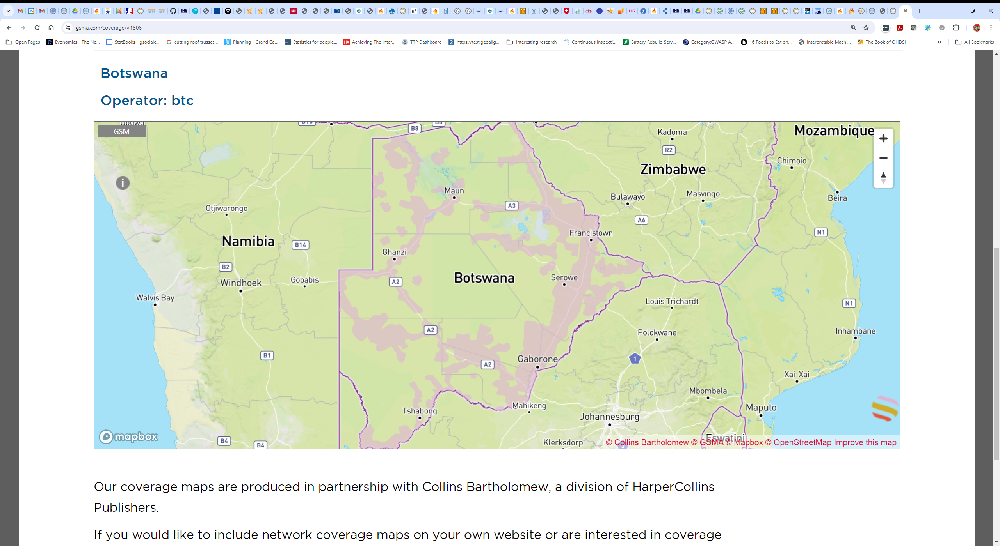 gsma.com/coverage/#1806
Open Pages
Evonomics - The Ne...
StatBooks - gsocialc...
cutting roof trusses...
Planning - Grand Ca...
Statistics for people...
Achieving The Inter...
TTP Dashboard
https://test.geoalig...
Interesting research
Continuous Inspecti...
Battery Rebuild Serv...
Category:OWASP A...
16 Foods to Eat on...
Interpretable Machi...
The Book of OHDSI
»
All Bookmarks
Botswana
Operator: btc
GSM
B8
Kadoma
Mozambique
R2
Chimoio
Zimbabwe
Maun
Bulawayo
Masvingo
Beira
Otjiwarongo
A3
A6
Namibia
B14
Francistown
N1
Ghanzi
B2
Windhoek
Gobabis
A2
Botswana
Serowe
Walvis Bay
Louis Trichardt
N1
A2
Polokwane
Inhambane
B1
A2
Gaborone
1
Xai-Xai
Mbombela
Tshabong
Mahikeng
Maputo
Johannesburg
mapbox
B4
B4
Klerksdorp
Eswatini
© Collins Bartholomew © GSMA © Mapbox © OpenStreetMap Improve this map
Our coverage maps are produced in partnership with Collins Bartholomew, a division of HarperCollins
Publishers.
If you would like to include network coverage maps on your own website or are interested in coverage